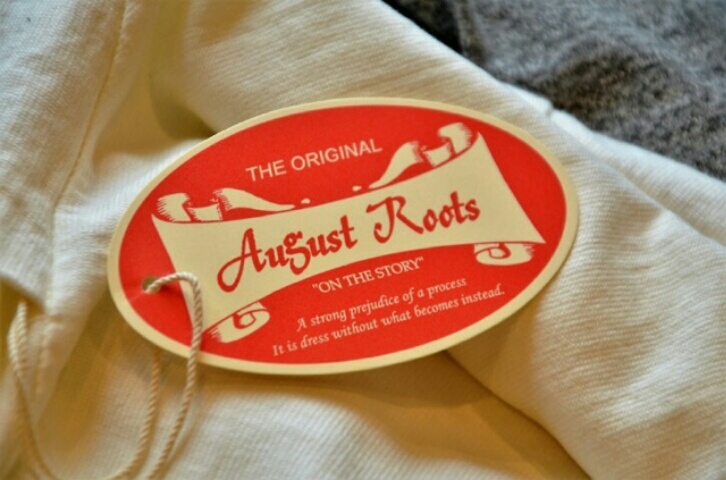 THE ORIGINAL
August Roots
"ON THE STORY"
A strong prejudice of a process
It is dress without what becomes instead.